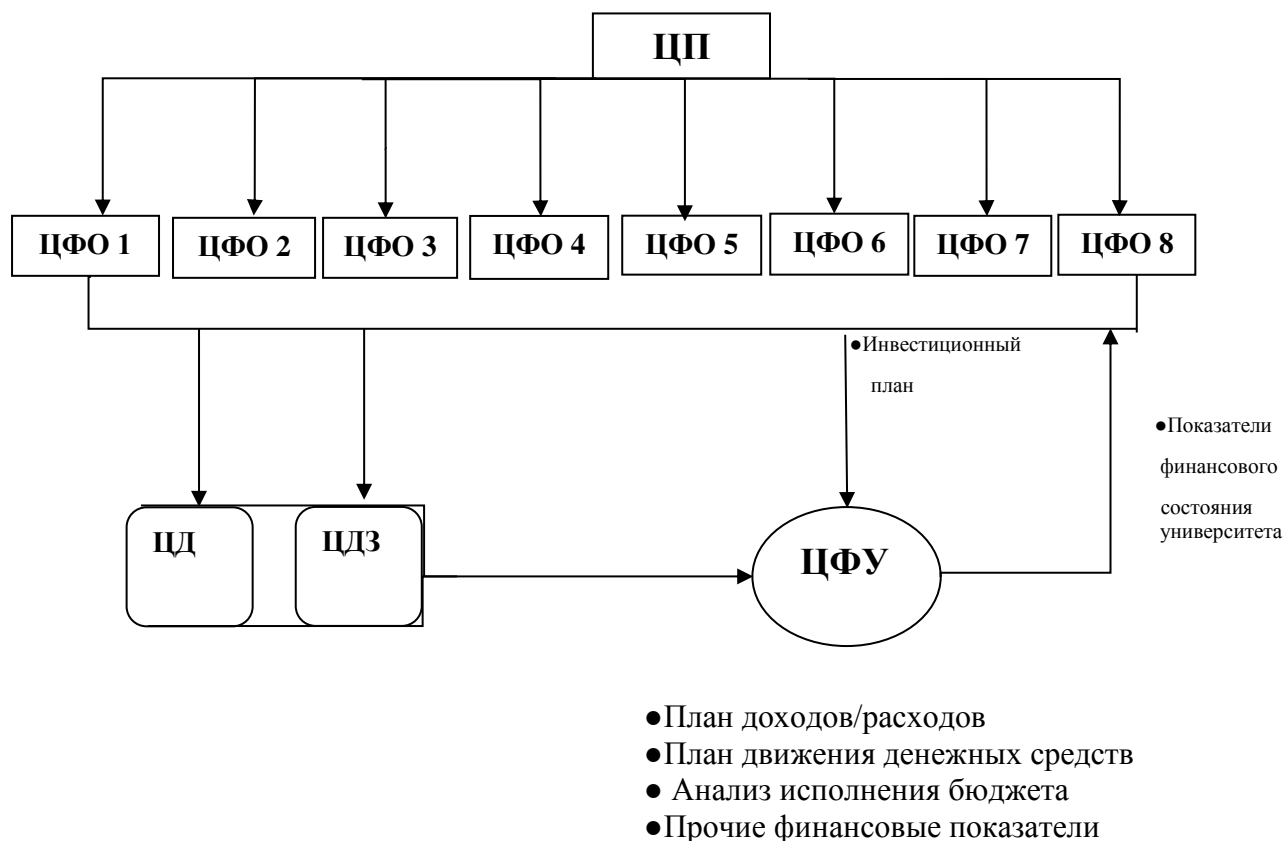 ЦП
ЦФО 1
ЦФО 2
ЦФО 3
ЦФО 4
ЦФО 5
ЦФО 6
ЦФО 7
ЦФО 8
●Инвестиционный
план
●Показатели
финансового
состояния
университета
ЦД
ЦДЗ
ЦФУ
●План доходов/расходов
●План движения денежных средств
● Анализ исполнения бюджета
●Прочие финансовые показатели